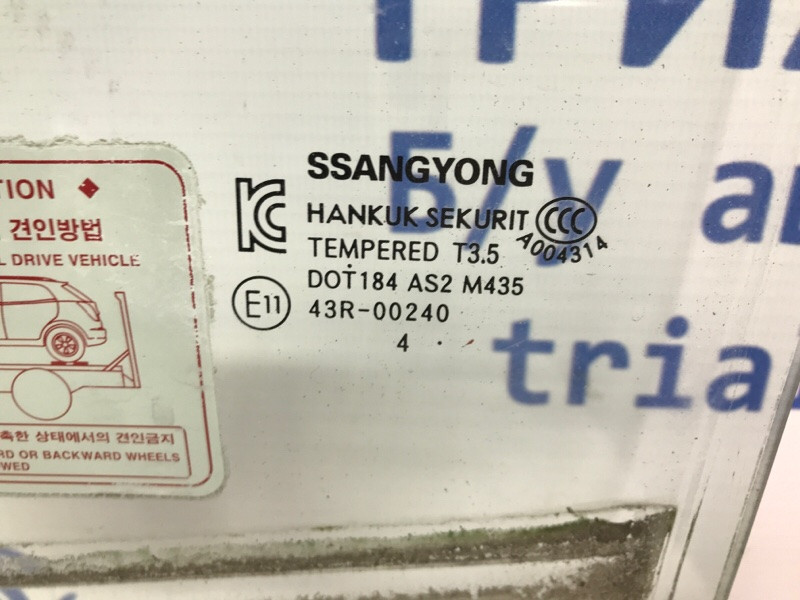 SSANGYONG
HANKUK SEKURIT CCC
A004314
TEMPERED T3.5
DOT184 AS2 M435
E11 43R-00240
4
KC
TION
견인방법
L DRIVE VEHICLE
축한 상태에서의 견인금지
RD OR BACKWARD WHEELS
WED
Б/у а
tria